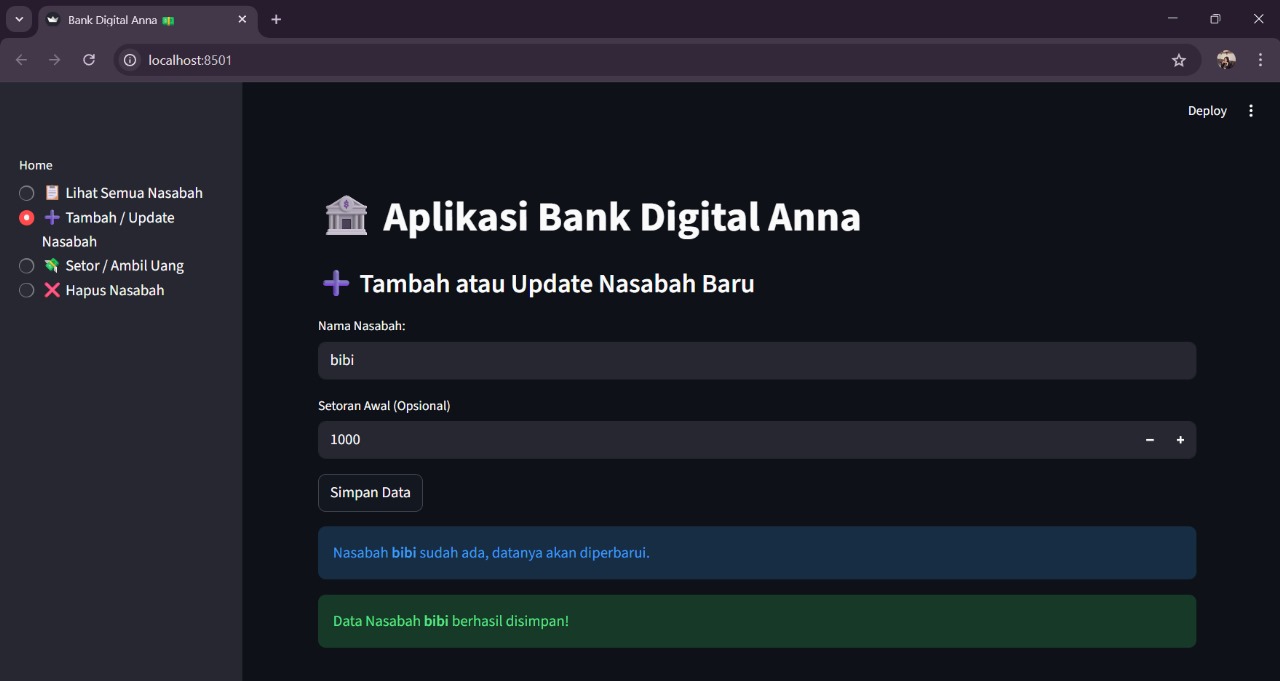 Bank Digital Anna 💵
localhost:8501
Deploy
Home
📋 Lihat Semua Nasabah
➕ Tambah / Update
Nasabah
💸 Setor / Ambil Uang
❌ Hapus Nasabah
🏦 Aplikasi Bank Digital Anna
➕ Tambah atau Update Nasabah Baru
Nama Nasabah:
bibi
Setoran Awal (Opsional)
1000
Simpan Data
Nasabah bibi sudah ada, datanya akan diperbarui.
Data Nasabah bibi berhasil disimpan!